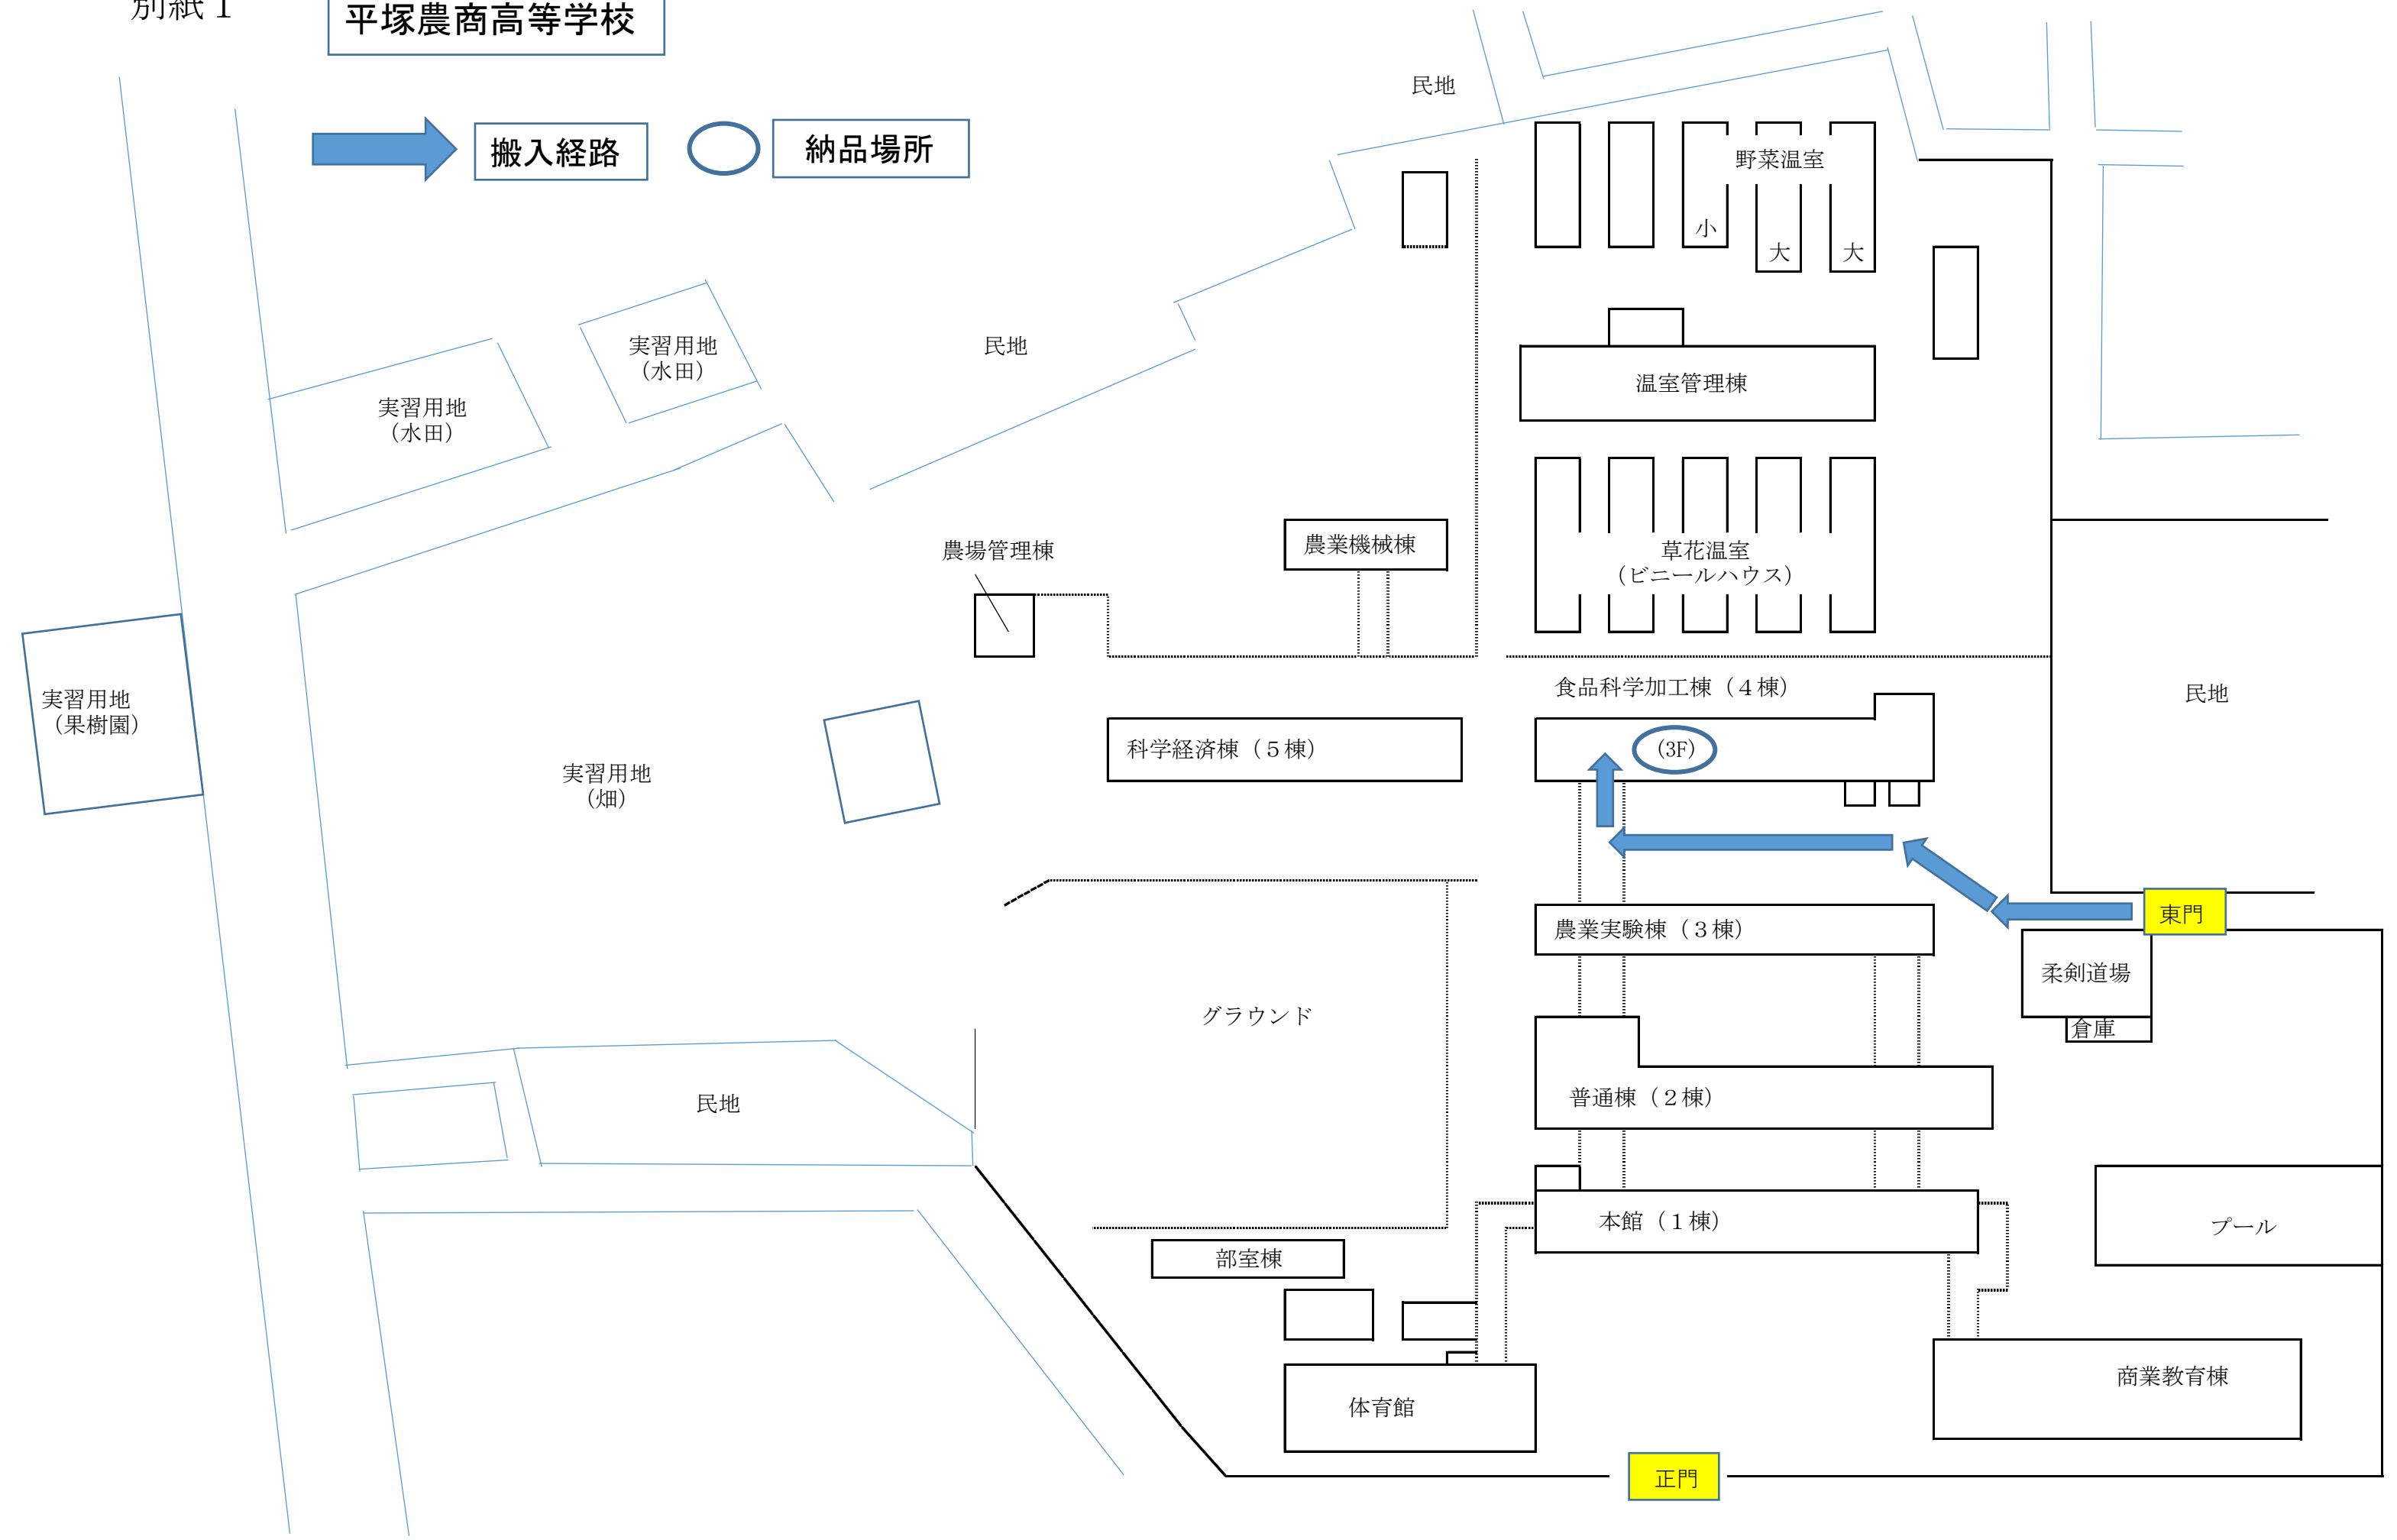 別紙１
平塚農商高等学校
搬入経路
納品場所
民地
野菜温室
小
大
大
実習用地
（水田）
民地
温室管理棟
実習用地
（水田）
農場管理棟
農業機械棟
草花温室
（ビニールハウス）
食品科学加工棟（４棟）
民地
実習用地
（果樹園）
科学経済棟（５棟）
（3F）
実習用地
（畑）
東門
農業実験棟（３棟）
柔剣道場
グラウンド
倉庫
民地
普通棟（２棟）
本館（１棟）
プール
部室棟
商業教育棟
体育館
正門